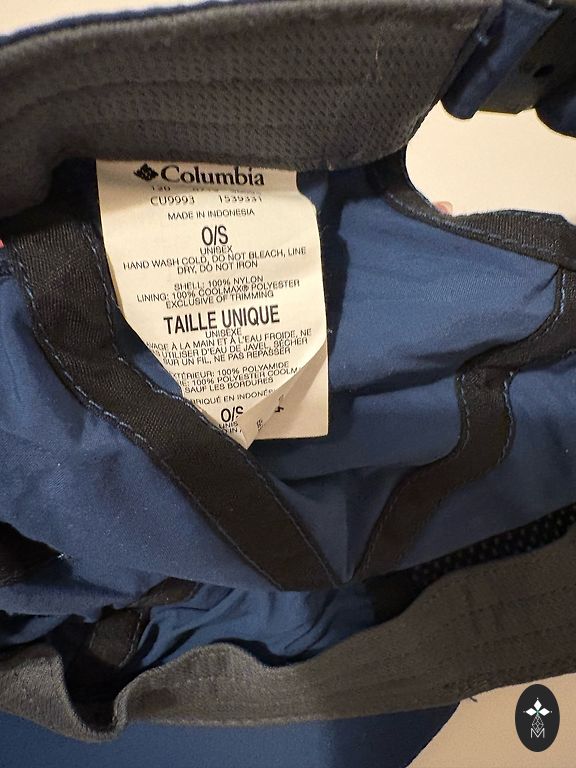 Columbia
CU9993 1539331
MADE IN INDONESIA
O/S
UNISEX
HAND WASH COLD, DO NOT BLEACH, LINE
DRY, DO NOT IRON
SHELL: 100% NYLON
LINING: 100% COOLMAX® POLYESTER
EXCLUSIVE OF TRIMMING
TAILLE UNIQUE
UNISEXE
À LA MAIN ET À L'EAU FROIDE, NE
UTILISER D'EAU DE JAVEL, SÉCHER
SUR UN FIL, NE PAS REPASSER
100% POLYAMIDE
100% POLYESTER
SAUF LES BORDURES
EN INDONÉSIE
O/S